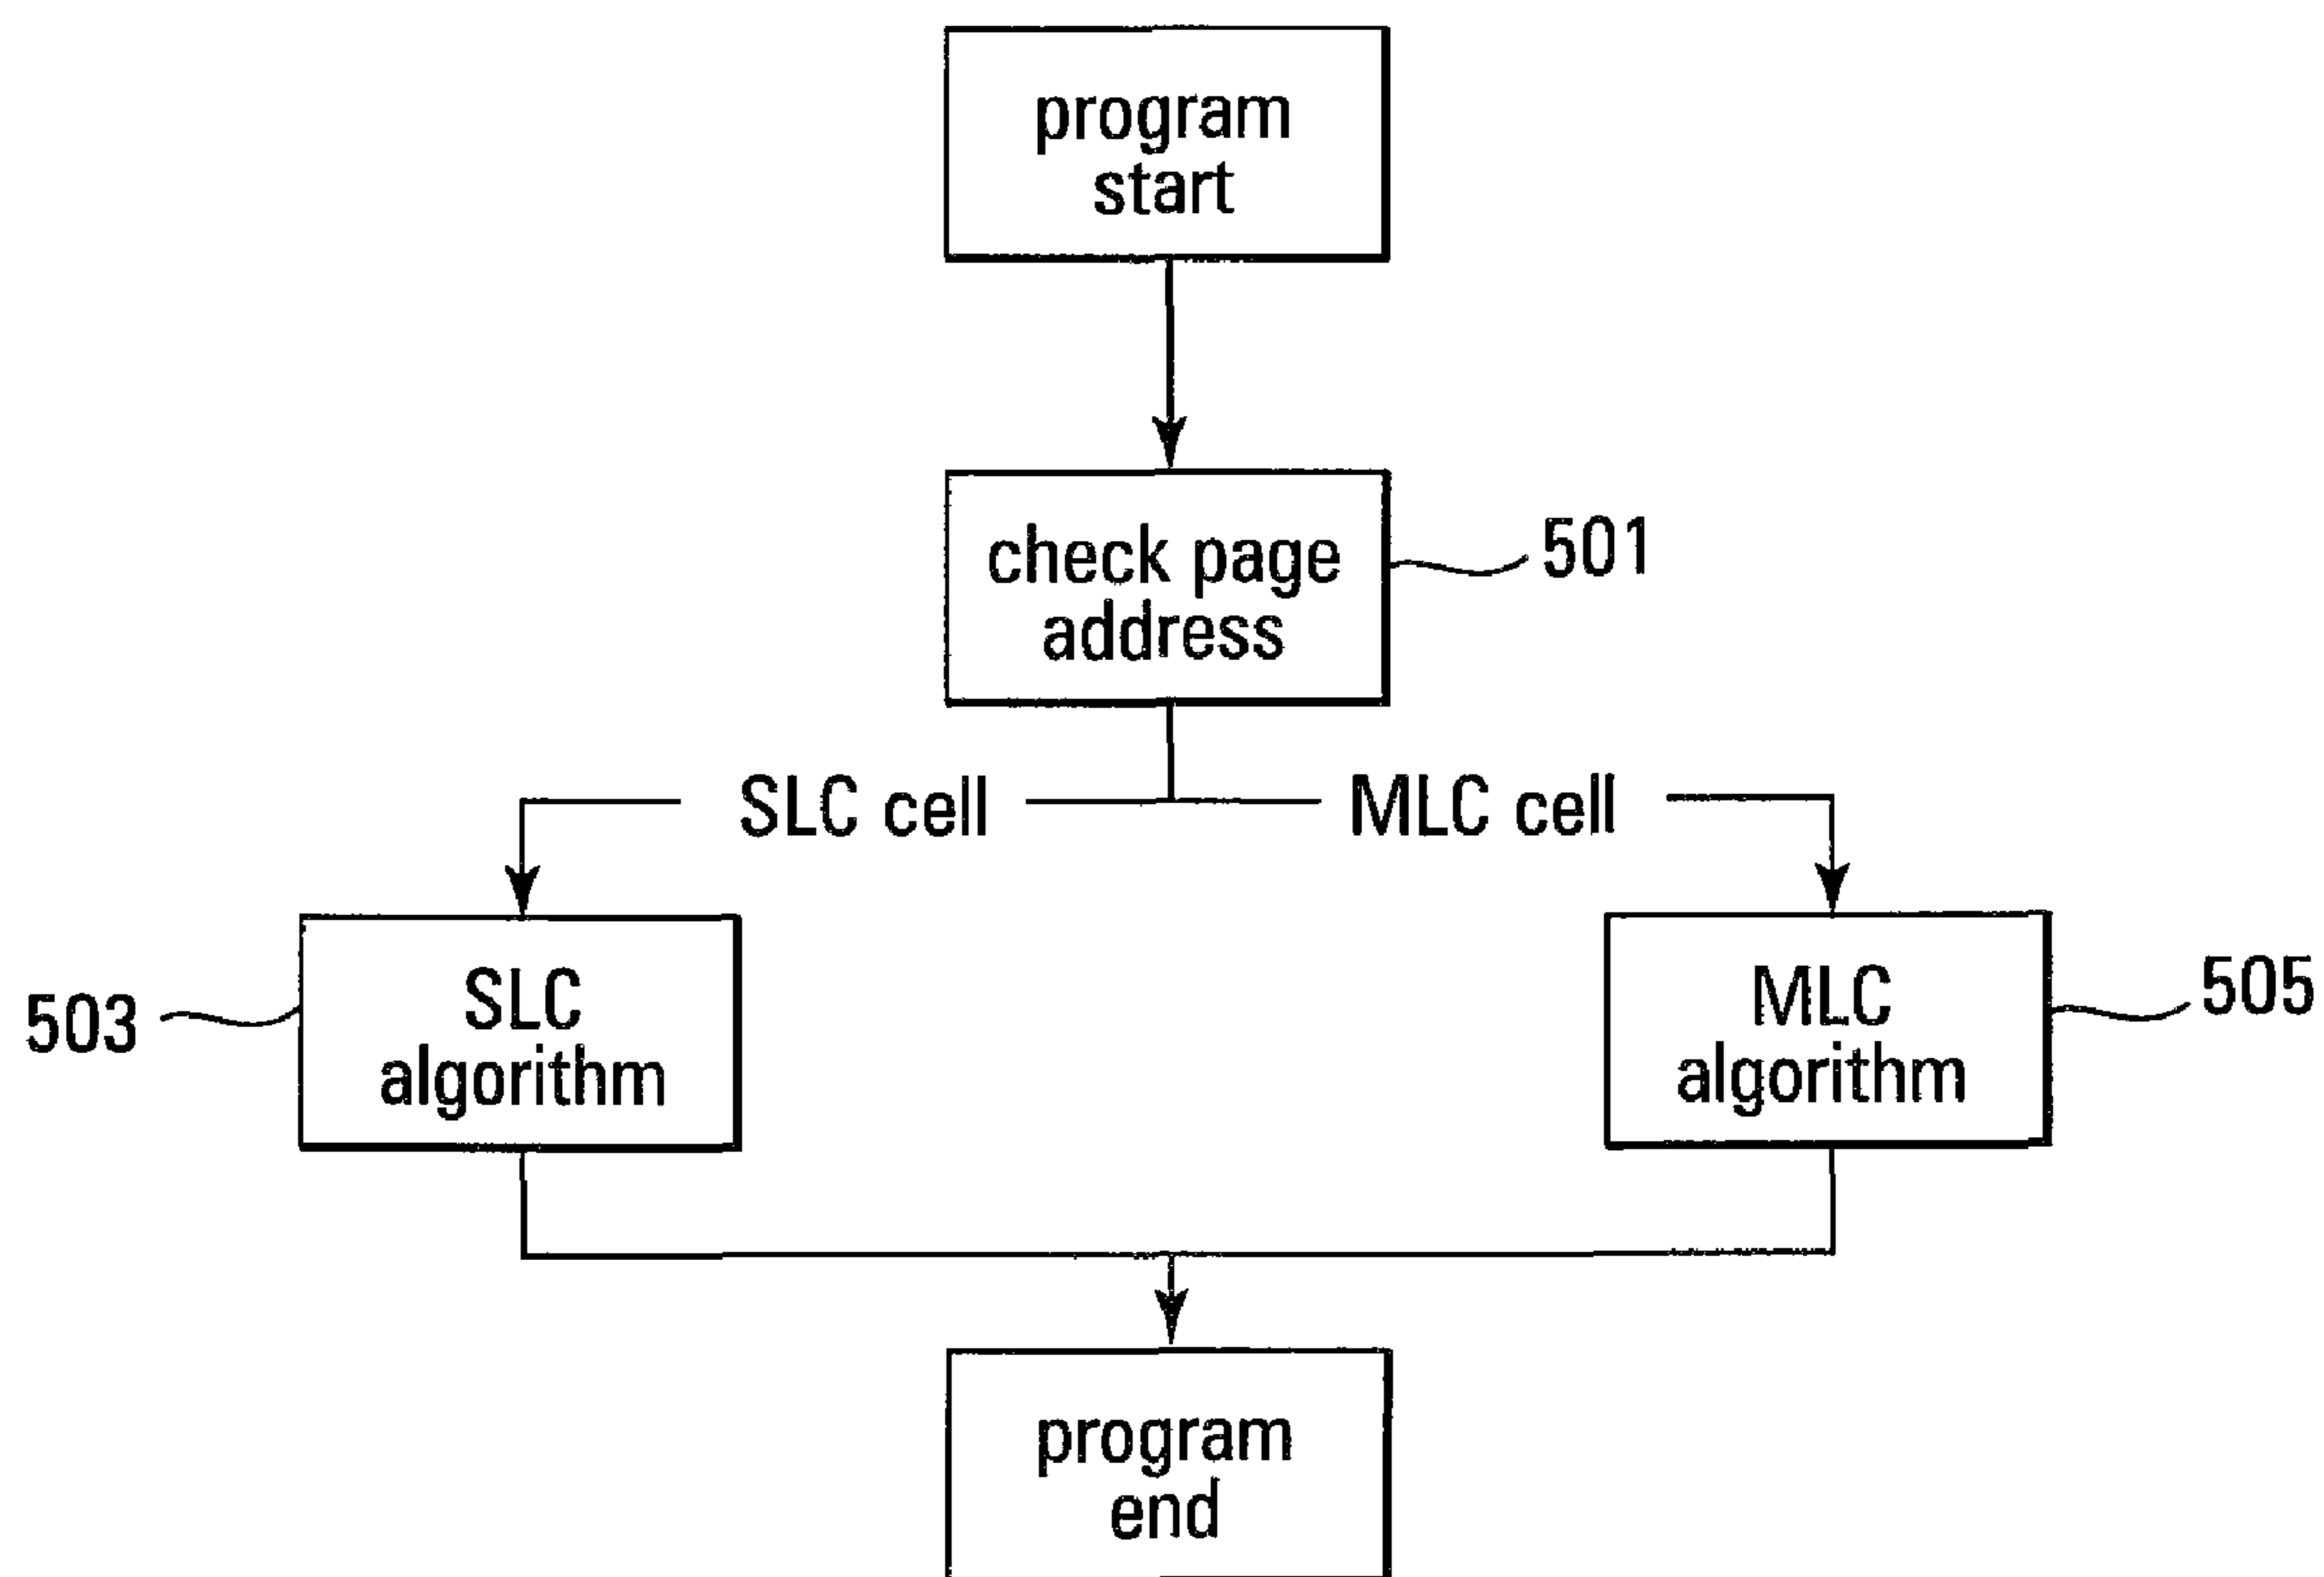 program
start
check page
address
501
SLC cell
MLC cell
SLC
algorithm
503
MLC
algorithm
505
program
end